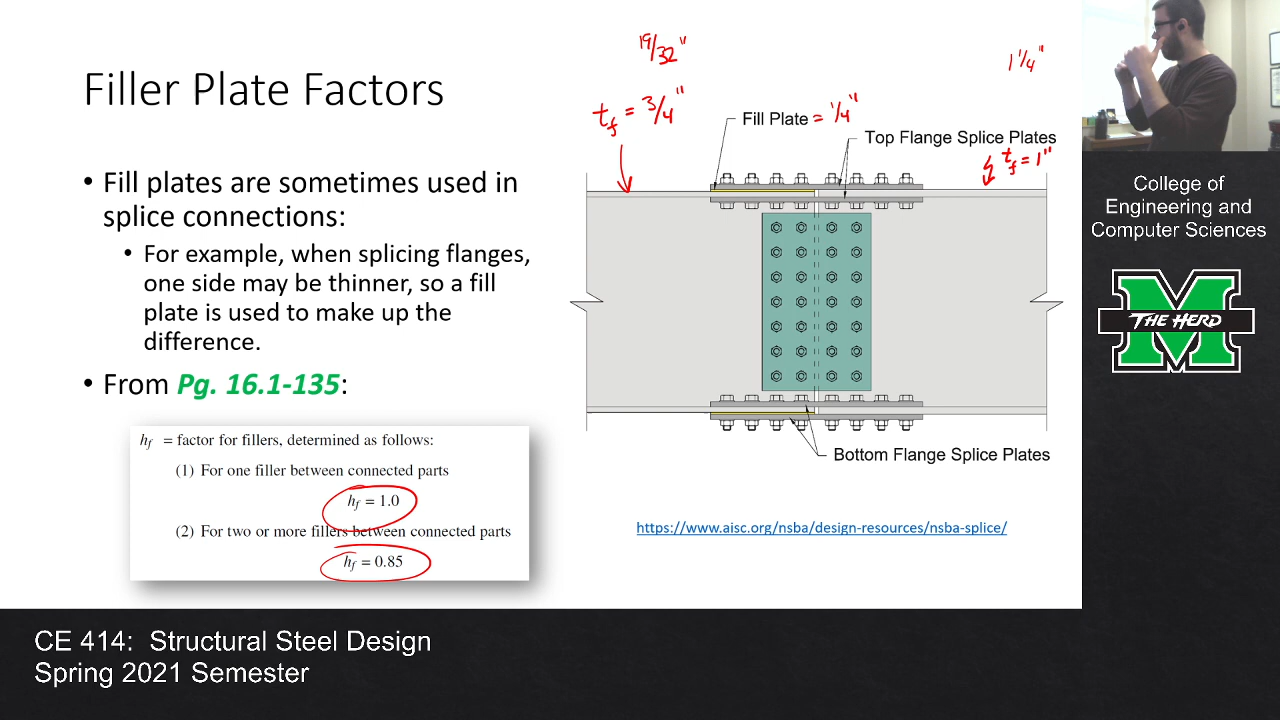 Filler Plate Factors
• Fill plates are sometimes used in
splice connections:
• For example, when splicing flanges,
one side may be thinner, so a fill
plate is used to make up the
difference.
• From Pg. 16.1-135:
hf = factor for fillers, determined as follows:
(1) For one filler between connected parts
hf = 1.0
(2) For two or more fillers between connected parts
hf = 0.85
19/32"
1 1/4"
tf = 3/4"
Fill Plate = 1/4"
Top Flange Splice Plates
tf = 1"
Bottom Flange Splice Plates
https://www.aisc.org/nsba/design-resources/nsba-splice/
College of
Engineering and
Computer Sciences
THE HERD
CE 414: Structural Steel Design
Spring 2021 Semester